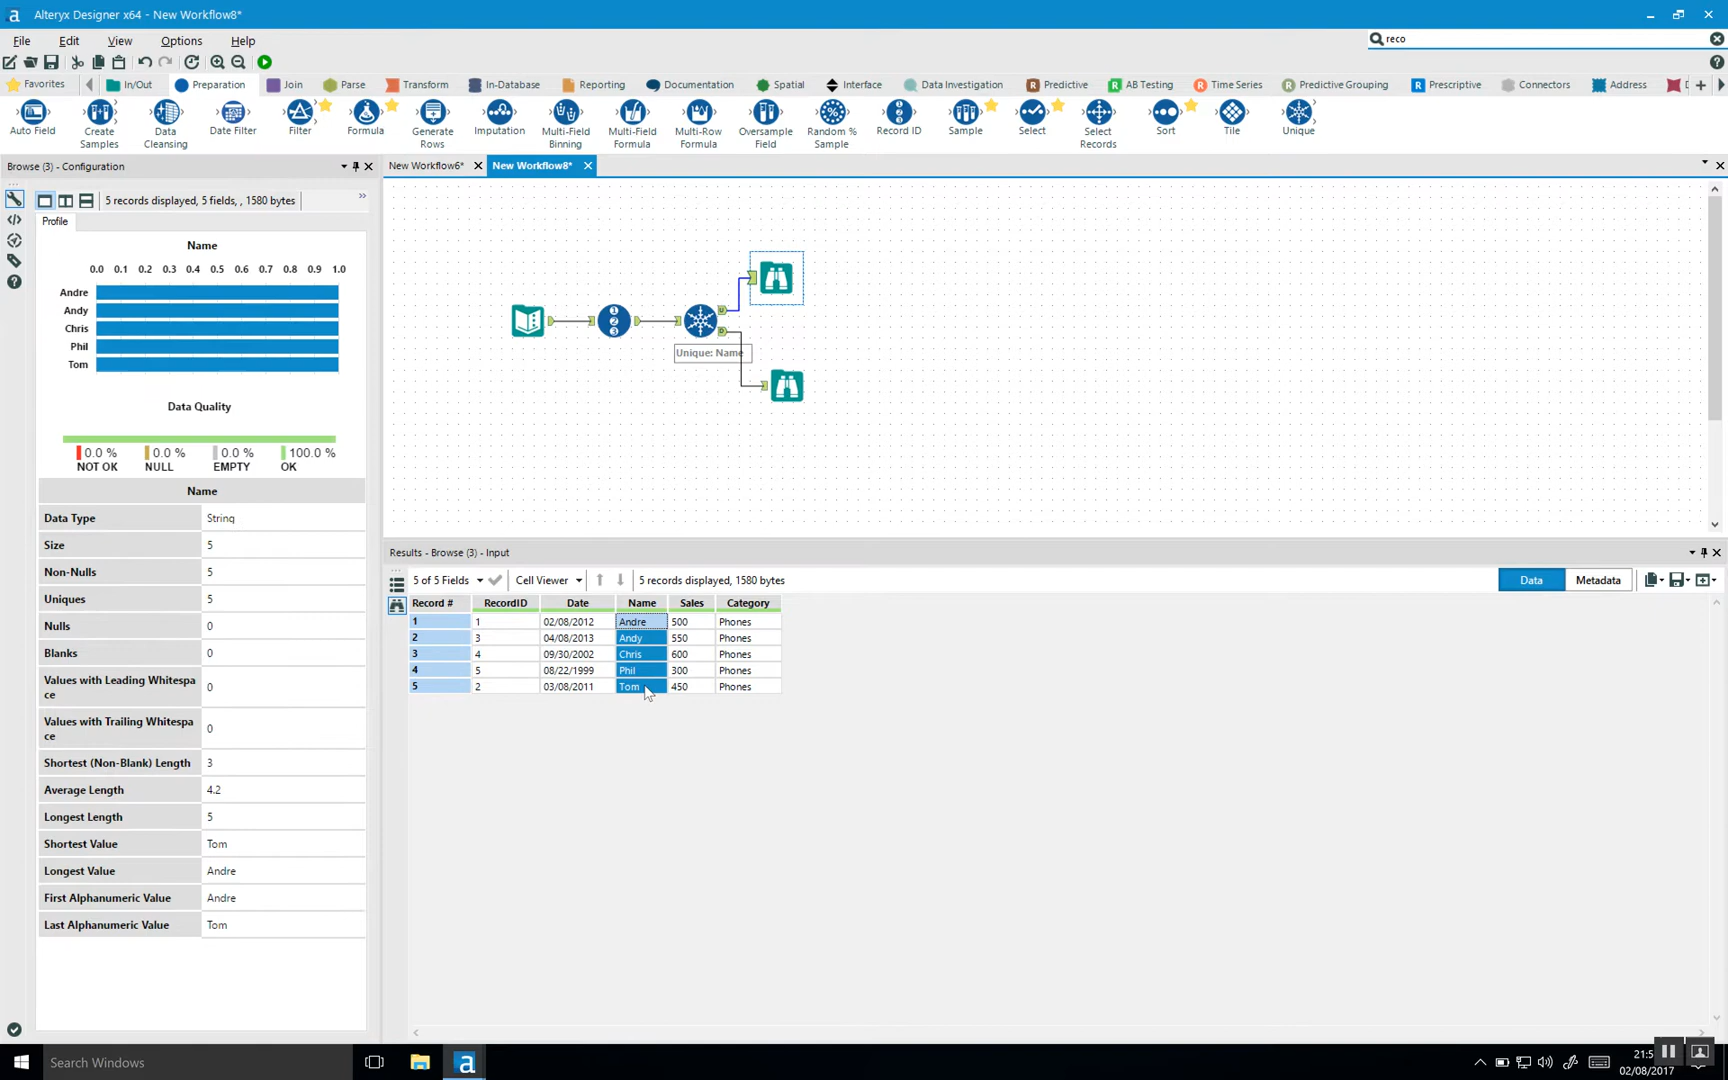 Alteryx Designer x64 - New Workflow8*
File Edit View Options Help
reco
Favorites In/Out Preparation Join Parse Transform In-Database Reporting Documentation Spatial Interface Data Investigation Predictive AB Testing Time Series Predictive Grouping Prescriptive Connectors Address
Auto Field Create Samples Data Cleansing Date Filter Filter Formula Generate Rows Imputation Multi-Field Binning Multi-Field Formula Multi-Row Formula Oversample Field Random % Sample Record ID Sample Select Select Records Sort Tile Unique
Browse (3) - Configuration
New Workflow6* New Workflow8*
5 records displayed, 5 fields, , 1580 bytes
Profile
Name
0.0 0.1 0.2 0.3 0.4 0.5 0.6 0.7 0.8 0.9 1.0
Andre
Andy
Chris
Phil
Tom
Data Quality
0.0 % 0.0 % 0.0 % 100.0 %
NOT OK NULL EMPTY OK
Name
Data Type String
Size 5
Non-Nulls 5
Uniques 5
Nulls 0
Blanks 0
Values with Leading Whitespa
ce 0
Values with Trailing Whitespa
ce 0
Shortest (Non-Blank) Length 3
Average Length 4.2
Longest Length 5
Shortest Value Tom
Longest Value Andre
First Alphanumeric Value Andre
Last Alphanumeric Value Tom
1
2
3
U
D
Unique: Name
Results - Browse (3) - Input
5 of 5 Fields Cell Viewer 5 records displayed, 1580 bytes Data Metadata
Record # RecordID Date Name Sales Category
1 1 02/08/2012 Andre 500 Phones
2 3 04/08/2013 Andy 550 Phones
3 4 09/30/2002 Chris 600 Phones
4 5 08/22/1999 Phil 300 Phones
5 2 03/08/2011 Tom 450 Phones
Search Windows
21:5
02/08/2017